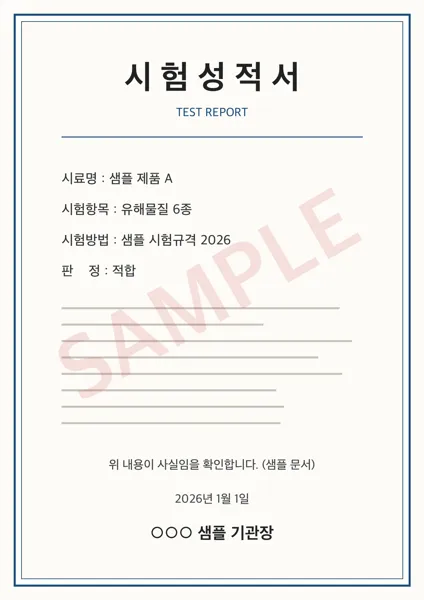 시험성적서
TEST REPORT
시료명 : 샘플 제품 A
시험항목 : 유해물질 6종
시험방법 : 샘플 시험규격 2026
판 정 : 적합
SAMPLE
위 내용이 사실임을 확인합니다. (샘플 문서)
2026년 1월 1일
○○○ 샘플 기관장